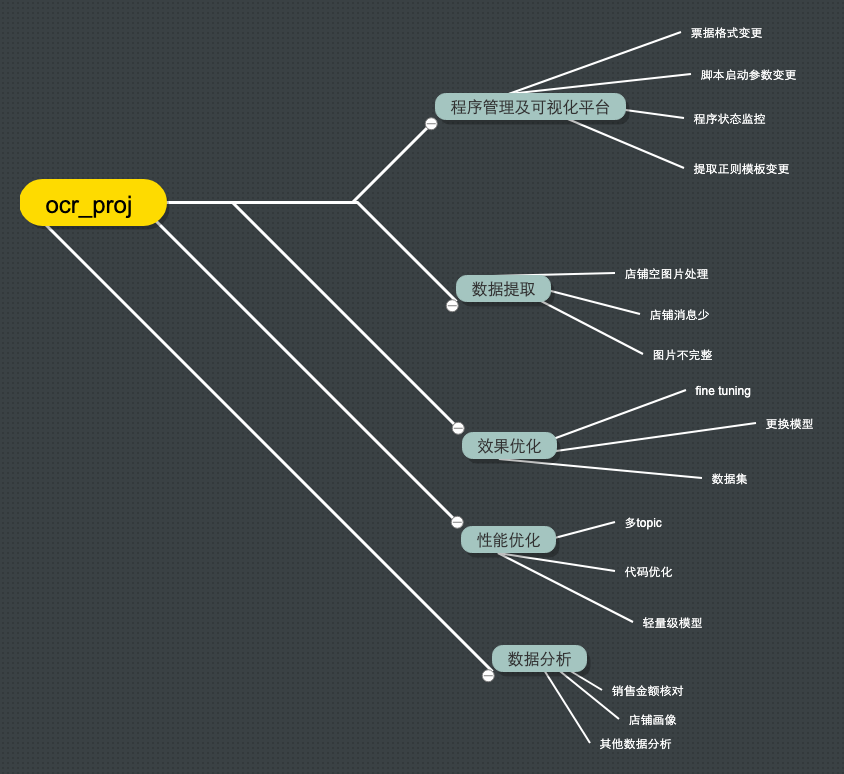 ocr_proj
程序管理及可视化平台
票据格式变更
脚本启动参数变更
程序状态监控
提取正则模板变更
数据提取
店铺空图片处理
店铺消息少
图片不完整
效果优化
fine tuning
更换模型
数据集
性能优化
多topic
代码优化
轻量级模型
数据分析
销售金额核对
店铺画像
其他数据分析